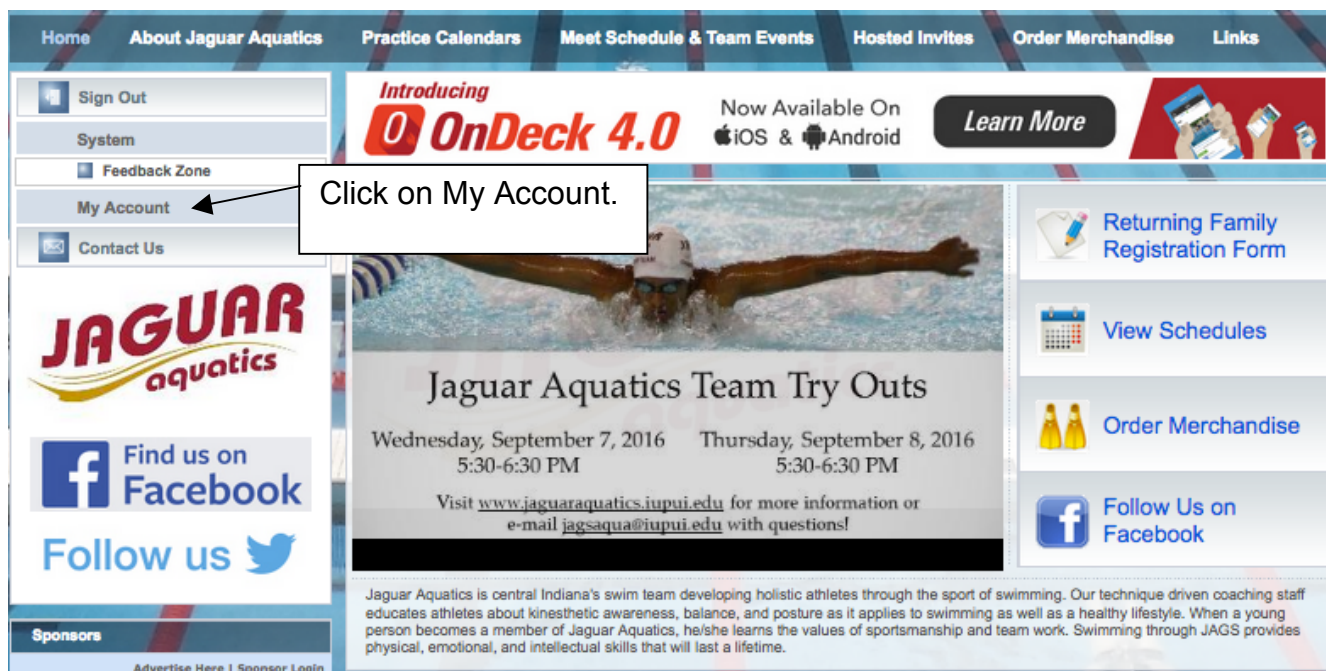 Home About Jaguar Aquatics Practice Calendars Meet Schedule & Team Events Hosted Invites Order Merchandise Links
Sign Out
System
Feedback Zone
My Account
Contact Us
JAGUAR
aquatics
Find us on
Facebook
Follow us
Sponsors
Advertise Here | Sponsor Login
Introducing
OnDeck 4.0
Now Available On
iOS & Android
Learn More
Click on My Account.
Jaguar Aquatics Team Try Outs
Wednesday, September 7, 2016 Thursday, September 8, 2016
5:30-6:30 PM 5:30-6:30 PM
Visit www.jaguaraquatics.iupui.edu for more information or
e-mail jagsaqua@iupui.edu with questions!
Returning Family
Registration Form
View Schedules
Order Merchandise
Follow Us on
Facebook
Jaguar Aquatics is central Indiana's swim team developing holistic athletes through the sport of swimming. Our technique driven coaching staff
educates athletes about kinesthetic awareness, balance, and posture as it applies to swimming as well as a healthy lifestyle. When a young
person becomes a member of Jaguar Aquatics, he/she learns the values of sportsmanship and team work. Swimming through JAGS provides
physical, emotional, and intellectual skills that will last a lifetime.